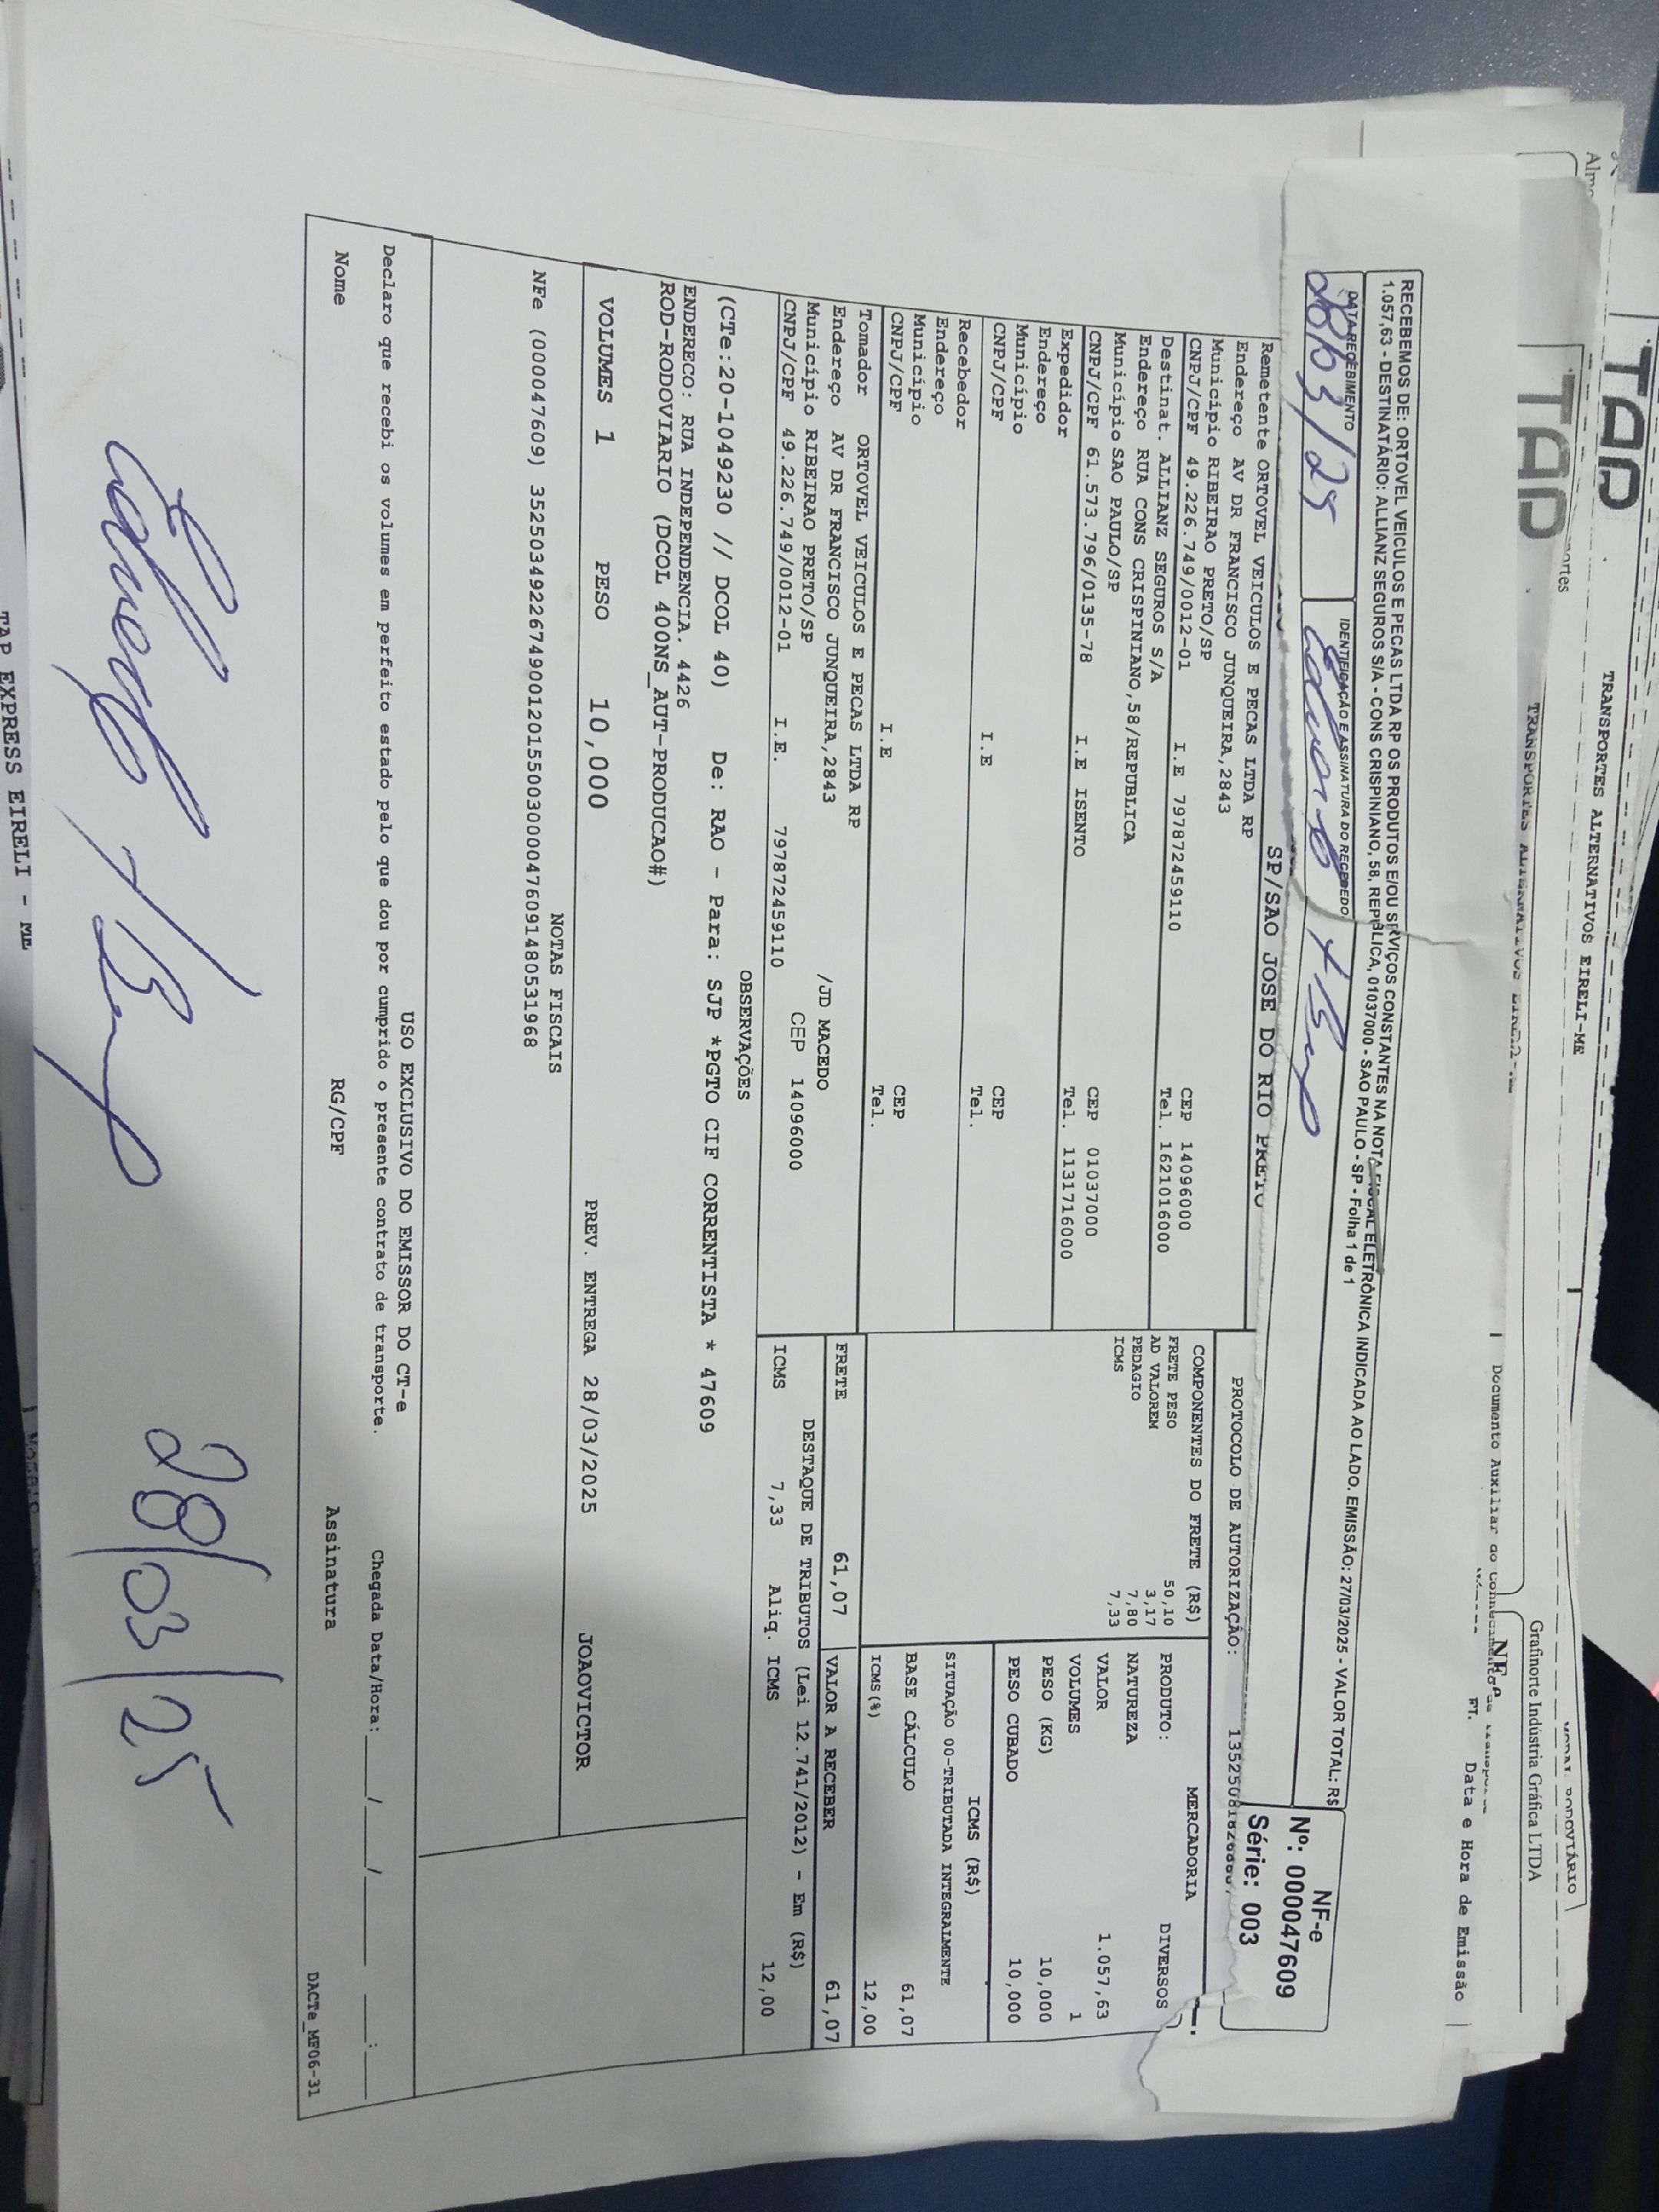 TAP
TRANSPORTES ALTERNATIVOS EIRELI-ME
MODAL RODOVIÁRIO
Grafinorte Indústria Gráfica LTDA
TAP
Documento Auxiliar do
NF-e
Data e Hora de Emissão
RECEBEMOS DE: ORTOVEL VEICULOS E PECAS LTDA RP OS PRODUTOS E/OU SERVIÇOS CONSTANTES NA NOTA FISCAL ELETRÔNICA INDICADA AO LADO. EMISSÃO: 27/03/2025 - VALOR TOTAL: R$
1.057,63 - DESTINATÁRIO: ALLIANZ SEGUROS S/A - CONS CRISPINIANO, 58, REPÚBLICA, 01037000 - SAO PAULO - SP - Folha 1 de 1
DATA RECEBIMENTO
IDENTIFICAÇÃO E ASSINATURA DO RECEBEDO
28/03/25
NF-e
Nº: 000047609
Série: 003
SP/SAO JOSE DO RIO PRETO
PROTOCOLO DE AUTORIZAÇÃO:
Remetente ORTOVEL VEICULOS E PECAS LTDA RP
Endereço AV DR FRANCISCO JUNQUEIRA,2843
Município RIBEIRAO PRETO/SP CEP 14096000
CNPJ/CPF 49.226.749/0012-01 I.E 797872459110 Tel. 1621016000
Destinat. ALLIANZ SEGUROS S/A
Endereço RUA CONS CRISPINIANO,58/REPUBLICA
Município SAO PAULO/SP CEP 01037000
CNPJ/CPF 61.573.796/0135-78 I.E ISENTO Tel. 1131716000
Expedidor
Endereço
Município CEP
CNPJ/CPF I.E Tel.
Recebedor
Endereço
Município CEP
CNPJ/CPF I.E Tel.
Tomador ORTOVEL VEICULOS E PECAS LTDA RP
Endereço AV DR FRANCISCO JUNQUEIRA,2843 /JD MACEDO
Município RIBEIRAO PRETO/SP CEP 14096000
CNPJ/CPF 49.226.749/0012-01 I.E. 797872459110
COMPONENTES DO FRETE (R$)
FRETE PESO 50,10
AD VALOREM 3,17
PEDAGIO 7,80
ICMS 7,33
MERCADORIA
PRODUTO: DIVERSOS
NATUREZA
VALOR 1.057,63
VOLUMES 1
PESO (KG) 10,000
PESO CUBADO 10,000
ICMS (R$)
SITUAÇÃO 00-TRIBUTADA INTEGRALMENTE
BASE CÁLCULO 61,07
ICMS(%) 12,00
FRETE 61,07
VALOR A RECEBER 61,07
DESTAQUE DE TRIBUTOS (Lei 12.741/2012) - Em (R$)
ICMS 7,33 Aliq. ICMS 12,00
OBSERVAÇÕES
(CTe:20-1049230 // DCOL 40) De: RAO - Para: SJP *PGTO CIF CORRENTISTA * 47609
ENDERECO: RUA INDEPENDENCIA. 4426
ROD-RODOVIARIO (DCOL 400NS_AUT-PRODUCAO#)
VOLUMES 1 PESO 10,000 PREV. ENTREGA 28/03/2025 JOAOVICTOR
NOTAS FISCAIS
NFe (000047609) 35250349226749001201550030000476091480531968
USO EXCLUSIVO DO EMISSOR DO CT-e
Declaro que recebi os volumes em perfeito estado pelo que dou por cumprido o presente contrato de transporte. Chegada Data/Hora: ____/____/______ ___:___
Nome RG/CPF Assinatura
DACTe_MF06-31
28/03/25
TAP EXPRESS EIRELI - ME